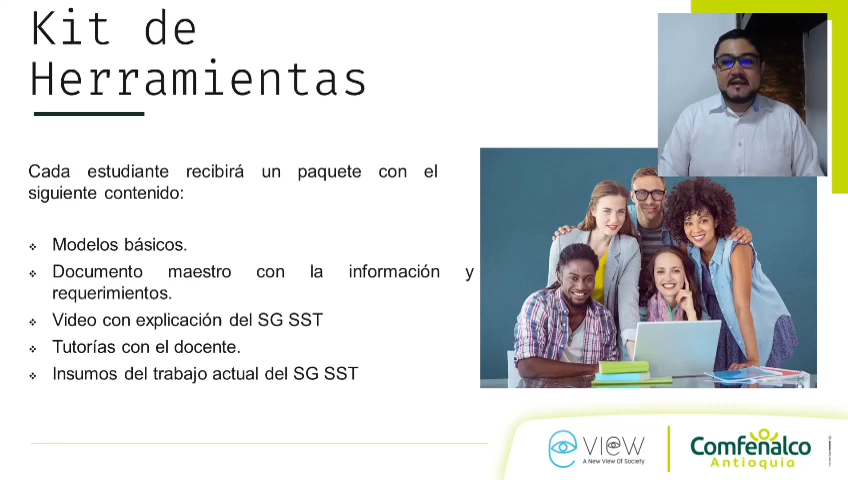 Kit de
Herramientas
Cada estudiante recibirá un paquete con el
siguiente contenido:
Modelos básicos.
Documento maestro con la información y
requerimientos.
Video con explicación del SG SST
Tutorías con el docente.
Insumos del trabajo actual del SG SST
VIEW
A New View Of Society
Comfenalco
Antioquia